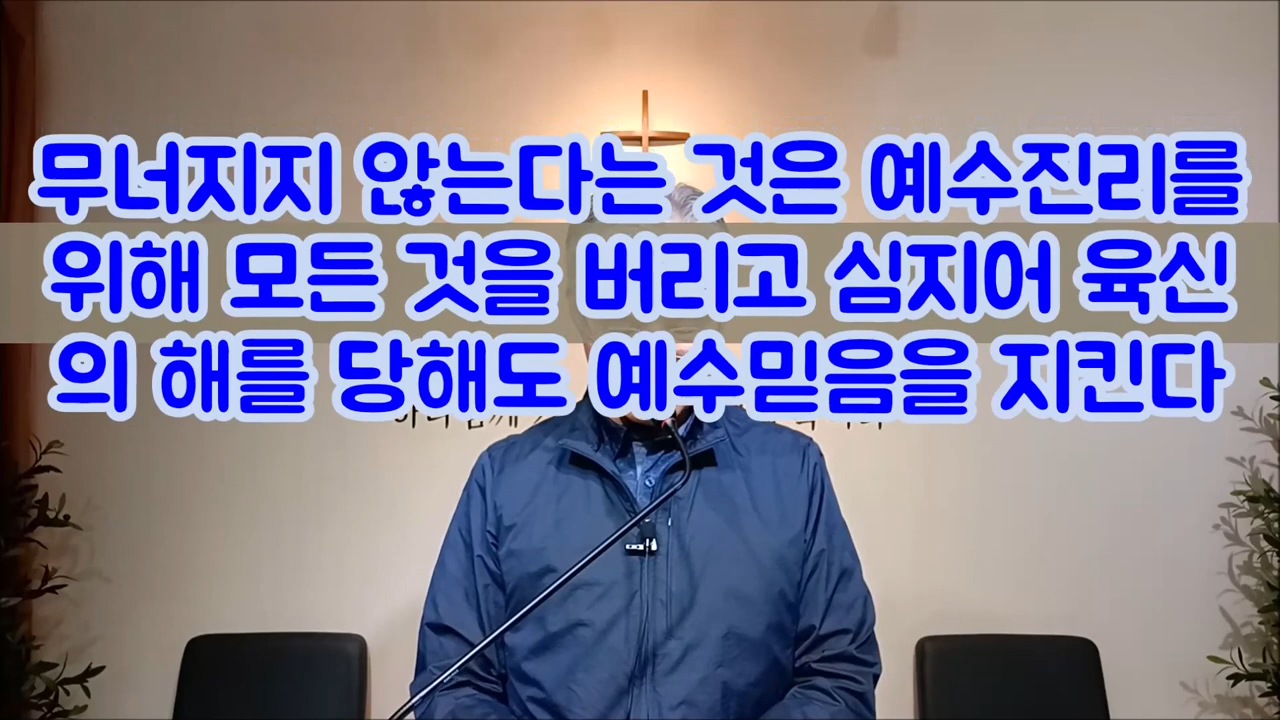 무너지지 않는다는 것은 예수진리를
위해 모든 것을 버리고 심지어 육신
의 해를 당해도 예수믿음을 지킨다